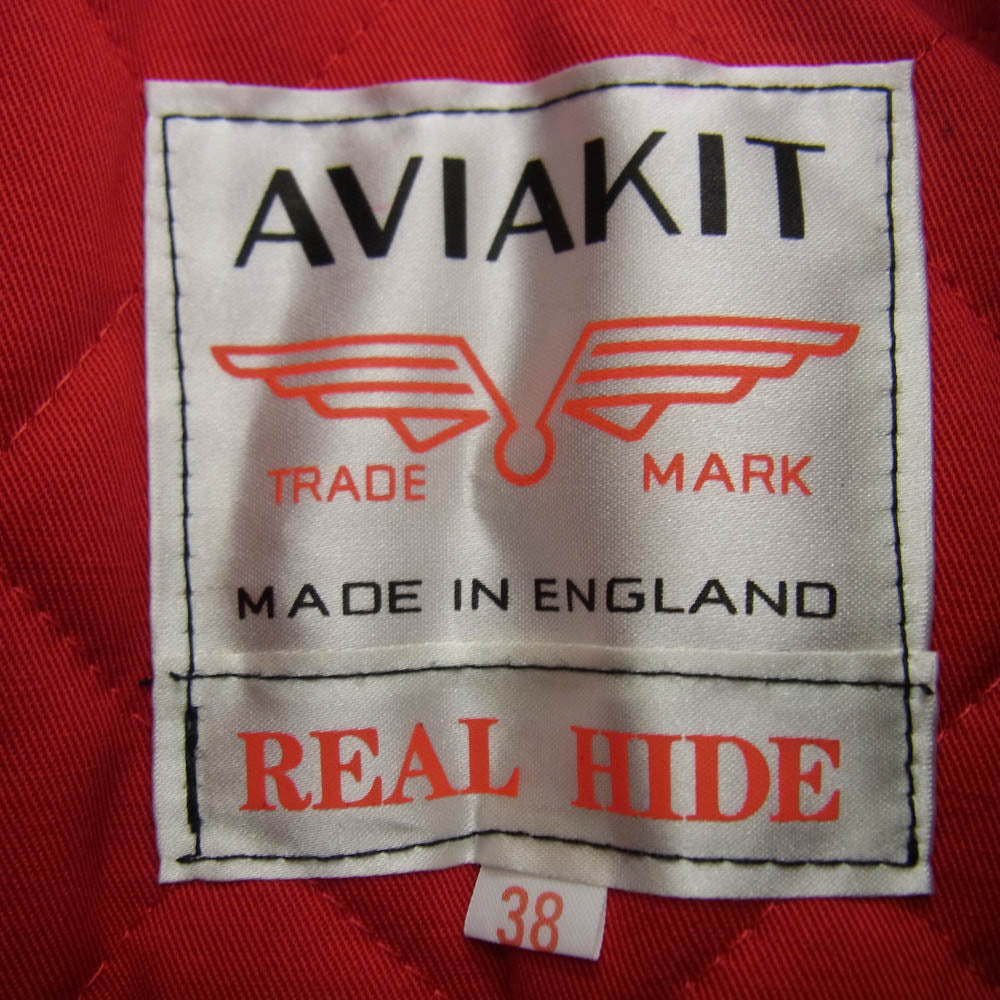 AVIAKIT
TRADE MARK
MADE IN ENGLAND
REAL HIDE
38